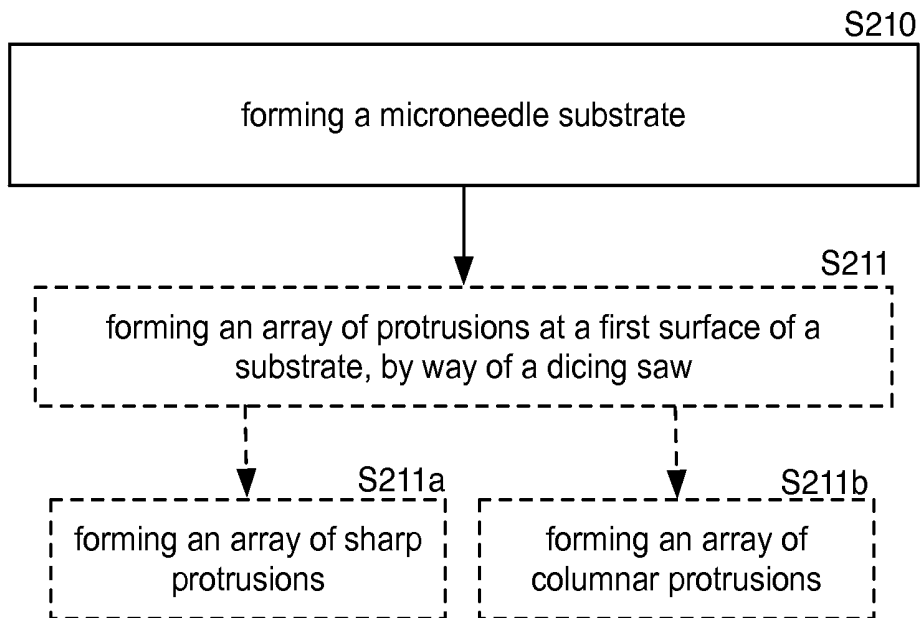 S210
forming a microneedle substrate
S211
forming an array of protrusions at a first surface of a
substrate, by way of a dicing saw
S211a
forming an array of sharp
protrusions
S211b
forming an array of
columnar protrusions